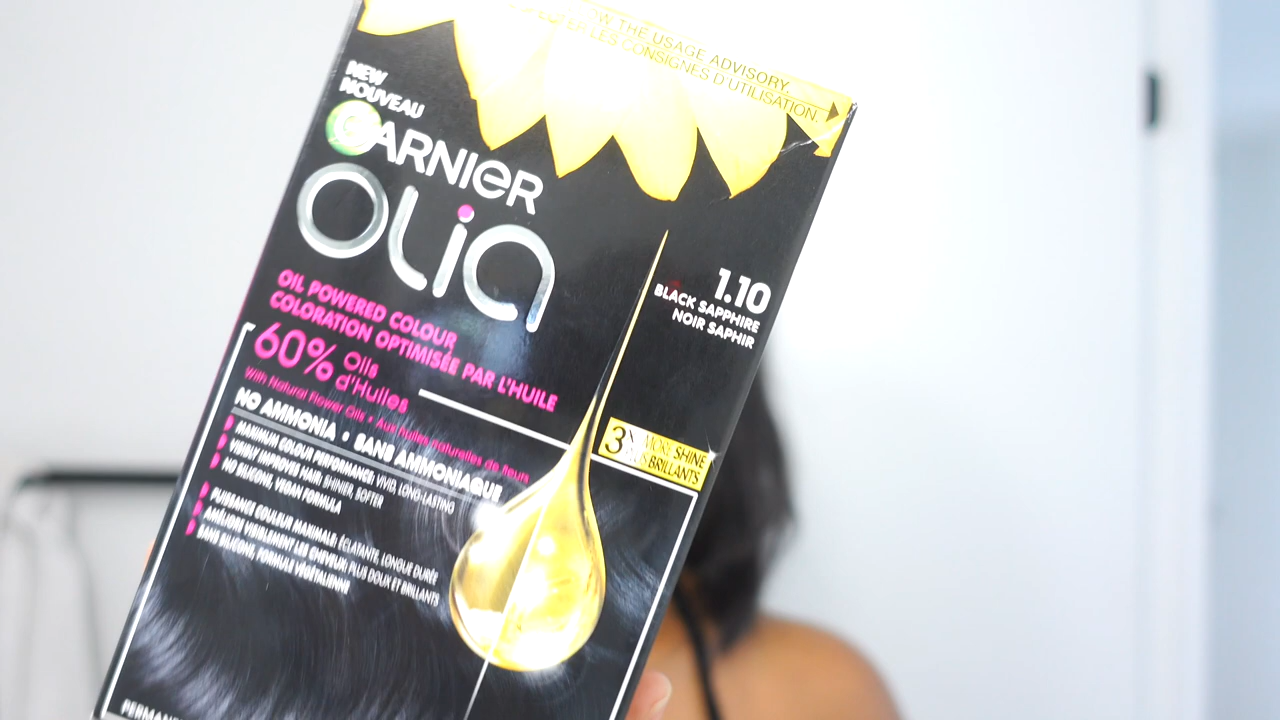 THE USAGE ADVISORY.
LES CONSIGNES D'UTILISATION.
NEW
NOUVEAU
GARNIER
OLIA
1.10
BLACK SAPPHIRE
NOIR SAPHIR
OIL POWERED COLOUR
COLORATION OPTIMISÉE PAR L'HUILE
60% Oils
d'Huiles
With Natural Flower Oils • Aux huiles naturelles de fleurs
NO AMMONIA • SANS AMMONIAQUE
MAXIMUM COLOUR PERFORMANCE: VIVID, LONG-LASTING
VISIBLY IMPROVES HAIR: SHINIER, SOFTER
NO SILICONE, VEGAN FORMULA
PUISSANCE COULEUR MAXIMALE: ÉCLATANTE, LONGUE DURÉE
AMÉLIORE VISIBLEMENT LES CHEVEUX: PLUS DOUX ET BRILLANTS
SANS SILICONE, FORMULE VÉGÉTALIENNE
3X MORE SHINE
PLUS BRILLANTS